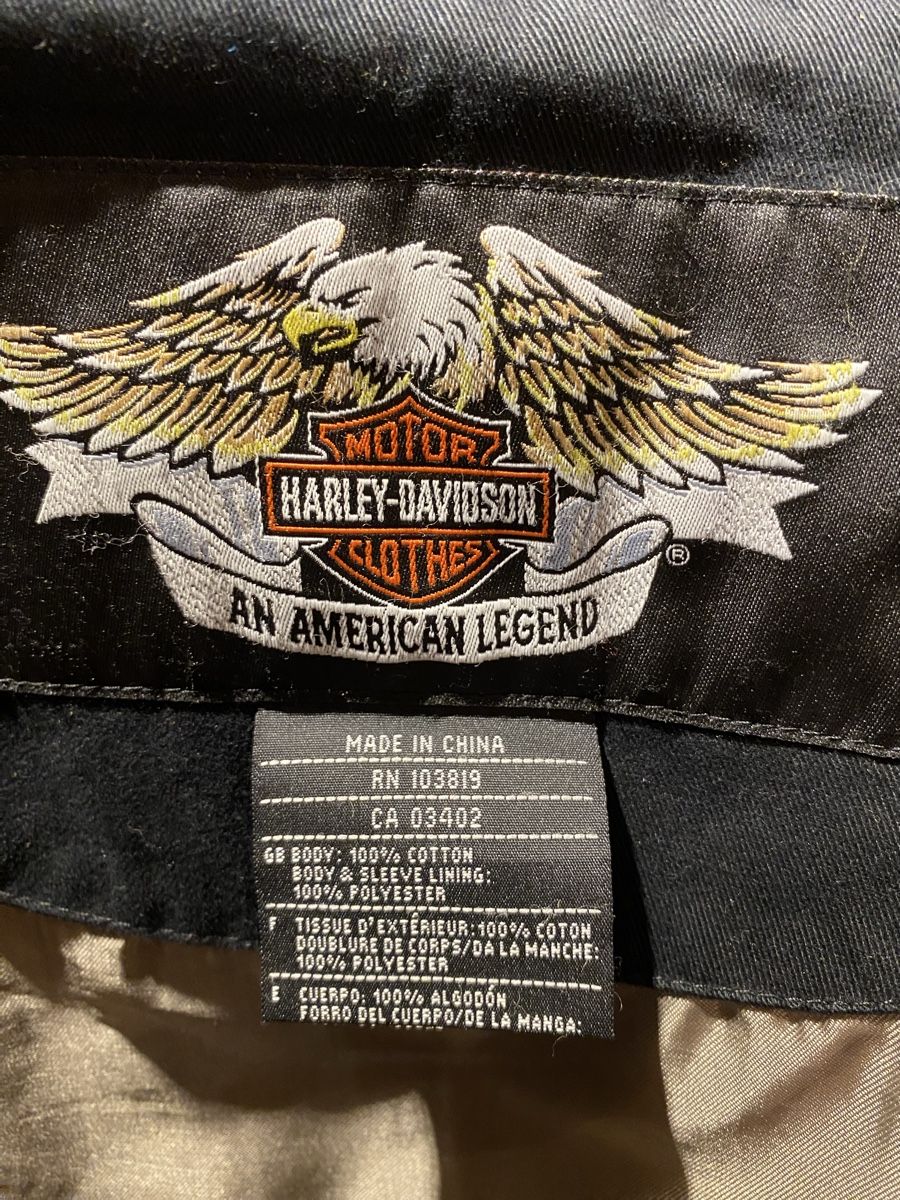 MOTOR
HARLEY-DAVIDSON
CLOTHES
®
AN AMERICAN LEGEND
MADE IN CHINA
RN 103819
CA 03402
GB BODY: 100% COTTON
BODY & SLEEVE LINING:
100% POLYESTER
F TISSUE D'EXTÉRIEUR: 100% COTON
DOUBLURE DE CORPS/DA LA MANCHE:
100% POLYESTER
E CUERPO: 100% ALGODÓN
FORRO DEL CUERPO/DE LA MANGA: